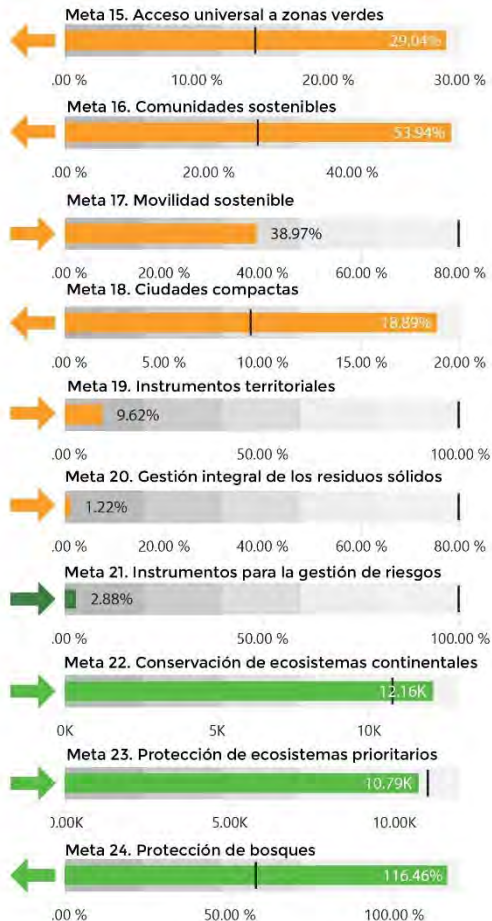 Meta 15. Acceso universal a zonas verdes
29.04%
.00 % 10.00 % 20.00 % 30.00 %
Meta 16. Comunidades sostenibles
53.94%
.00 % 20.00 % 40.00 %
Meta 17. Movilidad sostenible
38.97%
.00 % 20.00 % 40.00 % 60.00 % 80.00 %
Meta 18. Ciudades compactas
18.89%
.00 % 5.00 % 10.00 % 15.00 % 20.00 %
Meta 19. Instrumentos territoriales
9.62%
.00 % 50.00 % 100.00 %
Meta 20. Gestión integral de los residuos sólidos
1.22%
.00 % 20.00 % 40.00 % 60.00 % 80.00 %
Meta 21. Instrumentos para la gestión de riesgos
2.88%
.00 % 50.00 % 100.00 %
Meta 22. Conservación de ecosistemas continentales
12.16K
0K 5K 10K
Meta 23. Protección de ecosistemas prioritarios
10.79K
0.00K 5.00K 10.00K
Meta 24. Protección de bosques
116.46%
.00 % 50.00 % 100.00 %